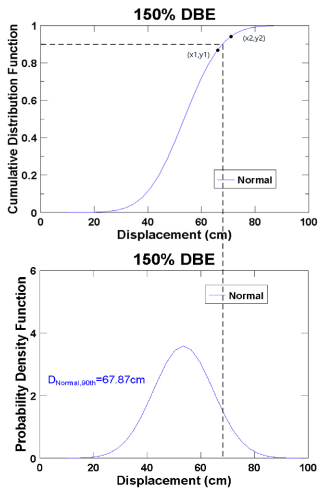 150% DBE
Cumulative Distribution Function
1
0.8
0.6
0.4
0.2
0
(x1,y1)
(x2,y2)
Normal
0 20 40 60 80 100
Displacement (cm)
150% DBE
Probability Density Function
6
4
2
0
Normal
DNormal,90th=67.87cm
0 20 40 60 80 100
Displacement (cm)